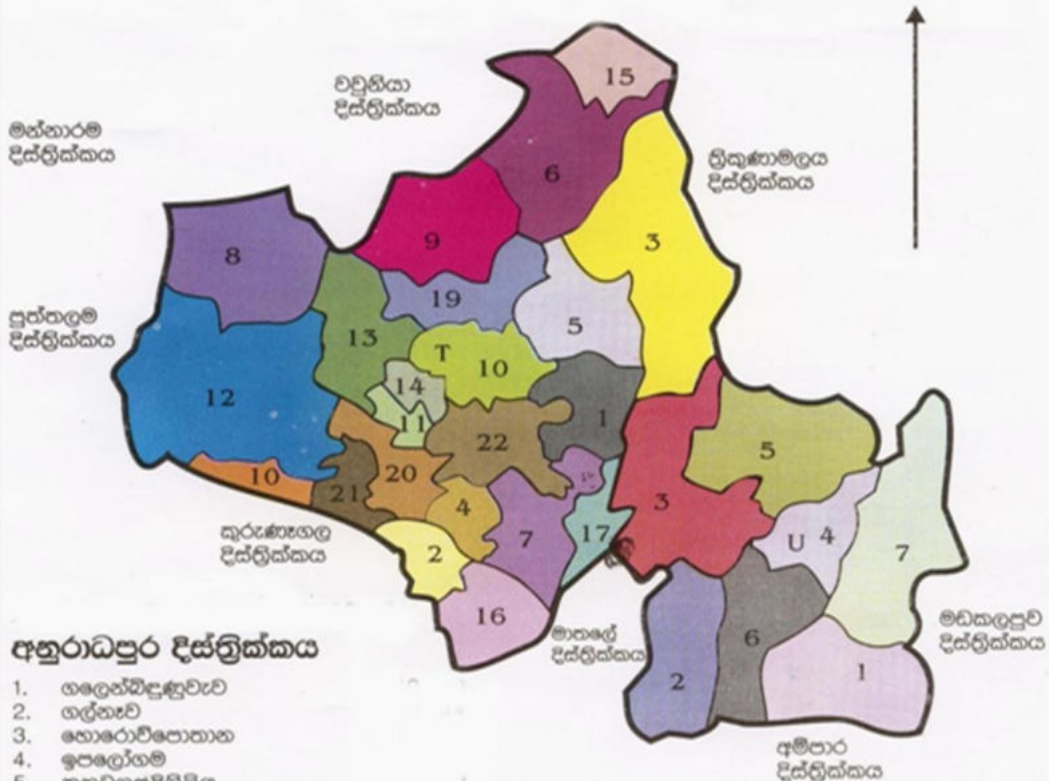 15
වවුනියා
දිස්ත්‍රික්කය
මන්නාරම
දිස්ත්‍රික්කය
ත්‍රිකුණාමලය
දිස්ත්‍රික්කය
6
9
3
8
19
5
පුත්තලම
දිස්ත්‍රික්කය
13
T
10
14
12
11
1
22
5
10
21
20
4
3
7
17
U 4
2
7
කුරුණෑගල
දිස්ත්‍රික්කය
16
6
මාතලේ
දිස්ත්‍රික්කය
මඩකලපුව
දිස්ත්‍රික්කය
2
1
අනුරාධපුර දිස්ත්‍රික්කය
1. ගලෙන්බිඳුණුවැව
2. ගල්නෑව
3. හොරොව්පොතාන
4. ඉපලෝගම
අම්පාර
දිස්ත්‍රික්කය